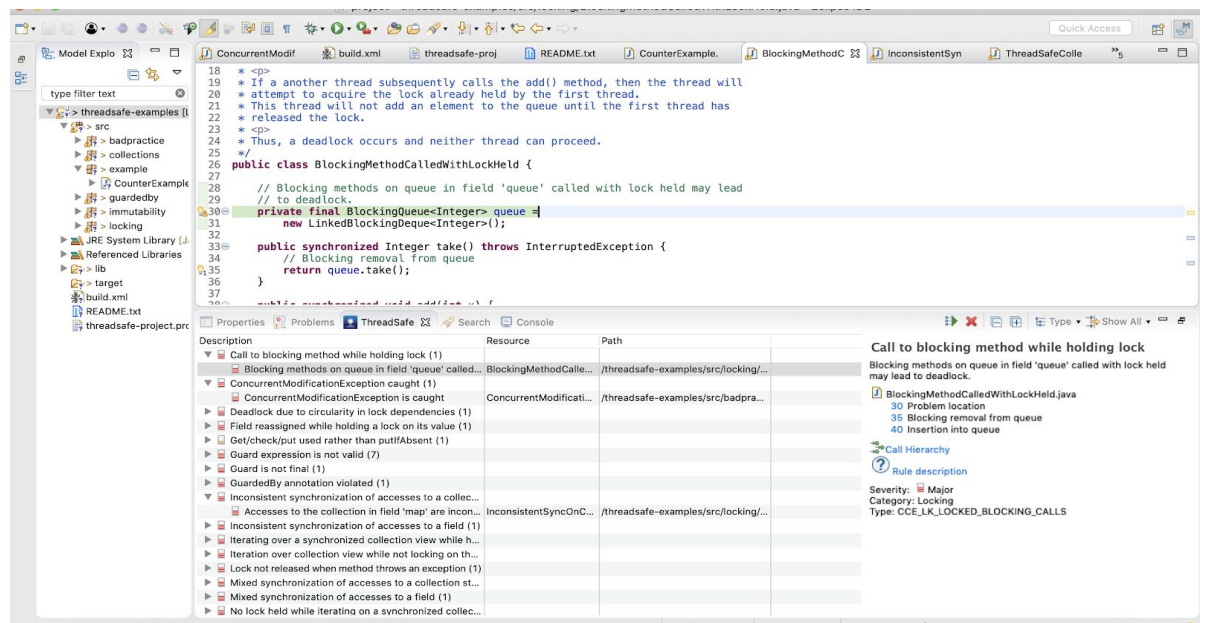 Quick Access
Model Explo
type filter text
> threadsafe-examples [L
> src
> badpractice
> collections
> example
CounterExample
> guardedby
> immutability
> locking
JRE System Library [J
Referenced Libraries
> lib
> target
build.xml
README.txt
threadsafe-project.prc
ConcurrentModif build.xml threadsafe-proj README.txt CounterExample. BlockingMethodC InconsistentSyn ThreadSafeColle »5
18 * <p>
19 * If a another thread subsequently calls the add() method, then the thread will
20 * attempt to acquire the lock already held by the first thread.
21 * This thread will not add an element to the queue until the first thread has
22 * released the lock.
23 * <p>
24 * Thus, a deadlock occurs and neither thread can proceed.
25 */
26 public class BlockingMethodCalledWithLockHeld {
27
28 // Blocking methods on queue in field 'queue' called with lock held may lead
29 // to deadlock.
30 private final BlockingQueue<Integer> queue =
31 new LinkedBlockingDeque<Integer>();
32
33 public synchronized Integer take() throws InterruptedException {
34 // Blocking removal from queue
35 return queue.take();
36 }
37
Properties Problems ThreadSafe Search Console Type Show All
Description Resource Path
Call to blocking method while holding lock (1)
Blocking methods on queue in field 'queue' called... BlockingMethodCalle... /threadsafe-examples/src/locking/...
ConcurrentModificationException caught (1)
ConcurrentModificationException is caught ConcurrentModificati... /threadsafe-examples/src/badpra...
Deadlock due to circularity in lock dependencies (1)
Field reassigned while holding a lock on its value (1)
Get/check/put used rather than putIfAbsent (1)
Guard expression is not valid (7)
Guard is not final (1)
GuardedBy annotation violated (1)
Inconsistent synchronization of accesses to a collec...
Accesses to the collection in field 'map' are incon... InconsistentSyncOnC... /threadsafe-examples/src/locking/...
Inconsistent synchronization of accesses to a field (1)
Iterating over a synchronized collection view while h...
Iteration over collection view while not locking on th...
Lock not released when method throws an exception (1)
Mixed synchronization of accesses to a collection st...
Mixed synchronization of accesses to a field (1)
No lock held while iterating on a synchronized collec...
Call to blocking method while holding lock
Blocking methods on queue in field 'queue' called with lock held
may lead to deadlock.
BlockingMethodCalledWithLockHeld.java
30 Problem location
35 Blocking removal from queue
40 Insertion into queue
Call Hierarchy
Rule description
Severity: Major
Category: Locking
Type: CCE_LK_LOCKED_BLOCKING_CALLS